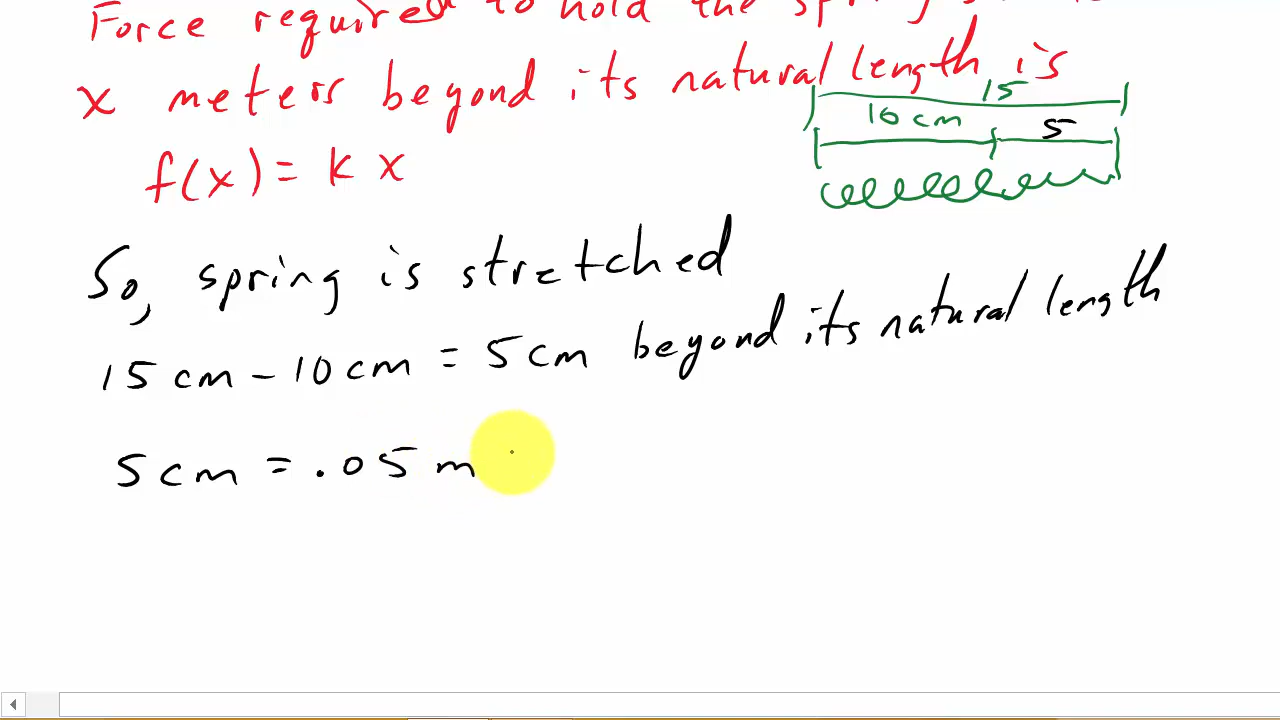 Force required to hold the spring
x meters beyond its natural length is
f(x) = k x
15
10 cm
5
So, spring is stretched
15 cm - 10 cm = 5 cm beyond its natural length
5 cm = .05 m